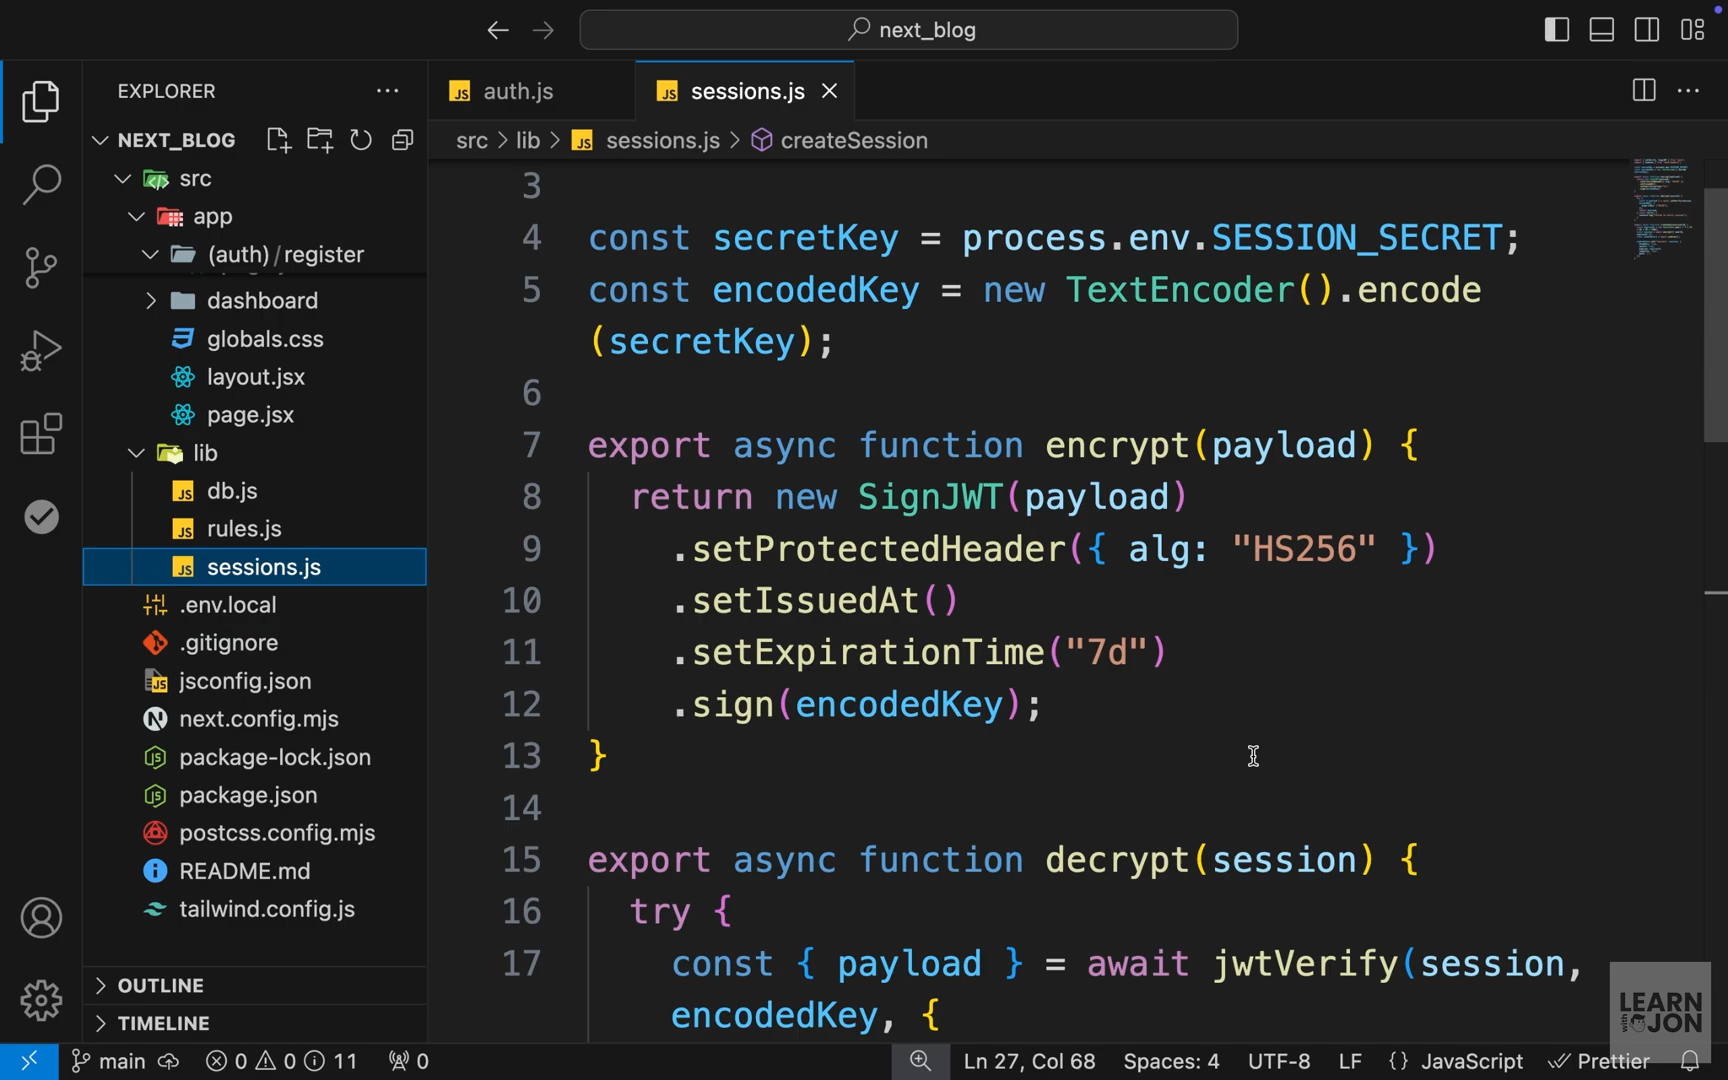 next_blog
EXPLORER
auth.js
sessions.js
NEXT_BLOG
src > lib > JS sessions.js > createSession
src
app
(auth) / register
dashboard
globals.css
layout.jsx
page.jsx
lib
JS db.js
JS rules.js
JS sessions.js
.env.local
.gitignore
jsconfig.json
next.config.mjs
package-lock.json
package.json
postcss.config.mjs
README.md
tailwind.config.js
OUTLINE
TIMELINE
3
4 const secretKey = process.env.SESSION_SECRET;
5 const encodedKey = new TextEncoder().encode
(secretKey);
6
7 export async function encrypt(payload) {
8 return new SignJWT(payload)
9 .setProtectedHeader({ alg: "HS256" })
10 .setIssuedAt()
11 .setExpirationTime("7d")
12 .sign(encodedKey);
13 }
14
15 export async function decrypt(session) {
16 try {
17 const { payload } = await jwtVerify(session,
encodedKey, {
LEARN
with JON
main 0 0 11 0 Ln 27, Col 68 Spaces: 4 UTF-8 LF {} JavaScript Prettier